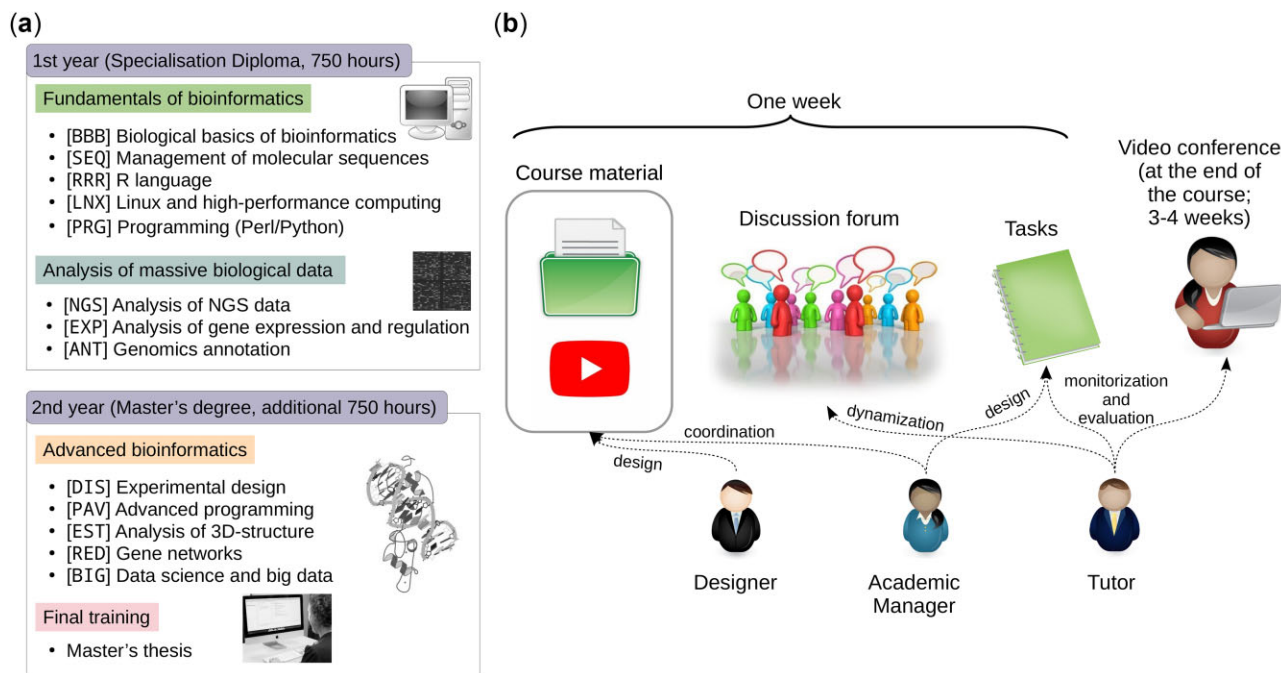 (a)
1st year (Specialisation Diploma, 750 hours)
Fundamentals of bioinformatics
• [BBB] Biological basics of bioinformatics
• [SEQ] Management of molecular sequences
• [RRR] R language
• [LNX] Linux and high-performance computing
• [PRG] Programming (Perl/Python)
Analysis of massive biological data
• [NGS] Analysis of NGS data
• [EXP] Analysis of gene expression and regulation
• [ANT] Genomics annotation
2nd year (Master's degree, additional 750 hours)
Advanced bioinformatics
• [DIS] Experimental design
• [PAV] Advanced programming
• [EST] Analysis of 3D-structure
• [RED] Gene networks
• [BIG] Data science and big data
Final training
• Master's thesis
(b)
One week
Course material
Discussion forum
Tasks
Video conference
(at the end of
the course;
3-4 weeks)
coordination
design
dynamization
design
monitorization
and
evaluation
Designer
Academic
Manager
Tutor